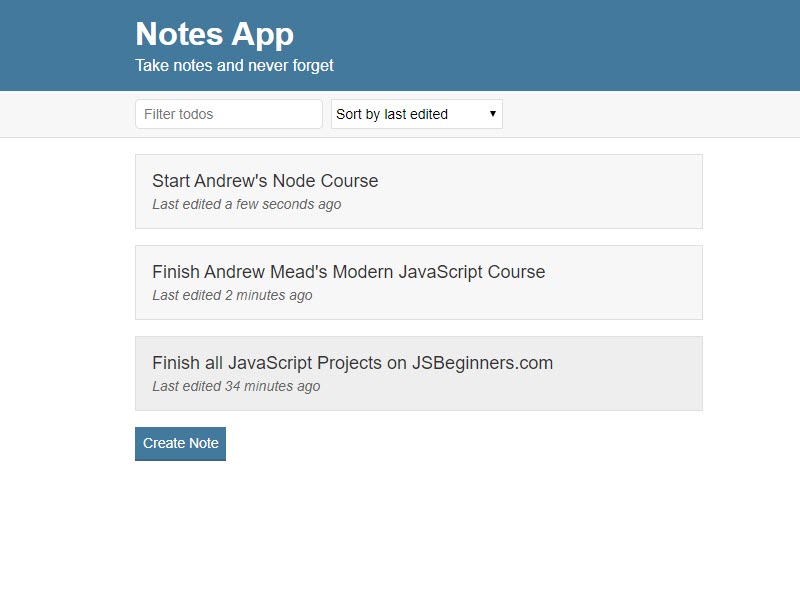 Notes App
Take notes and never forget
Filter todos
Sort by last edited
Start Andrew's Node Course
Last edited a few seconds ago
Finish Andrew Mead's Modern JavaScript Course
Last edited 2 minutes ago
Finish all JavaScript Projects on JSBeginners.com
Last edited 34 minutes ago
Create Note